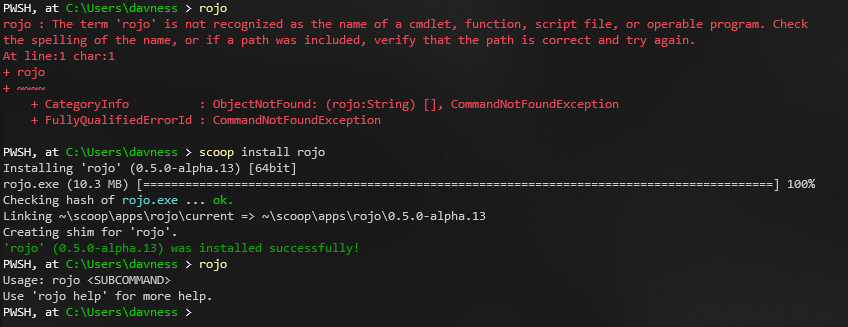 PWSH, at C:\Users\davness > rojo
rojo : The term 'rojo' is not recognized as the name of a cmdlet, function, script file, or operable program. Check
the spelling of the name, or if a path was included, verify that the path is correct and try again.
At line:1 char:1
+ rojo
+ ~~~~
    + CategoryInfo          : ObjectNotFound: (rojo:String) [], CommandNotFoundException
    + FullyQualifiedErrorId : CommandNotFoundException
PWSH, at C:\Users\davness > scoop install rojo
Installing 'rojo' (0.5.0-alpha.13) [64bit]
rojo.exe (10.3 MB) [==========================================================================================] 100%
Checking hash of rojo.exe ... ok.
Linking ~\scoop\apps\rojo\current => ~\scoop\apps\rojo\0.5.0-alpha.13
Creating shim for 'rojo'.
'rojo' (0.5.0-alpha.13) was installed successfully!
PWSH, at C:\Users\davness > rojo
Usage: rojo <SUBCOMMAND>
Use 'rojo help' for more help.
PWSH, at C:\Users\davness >